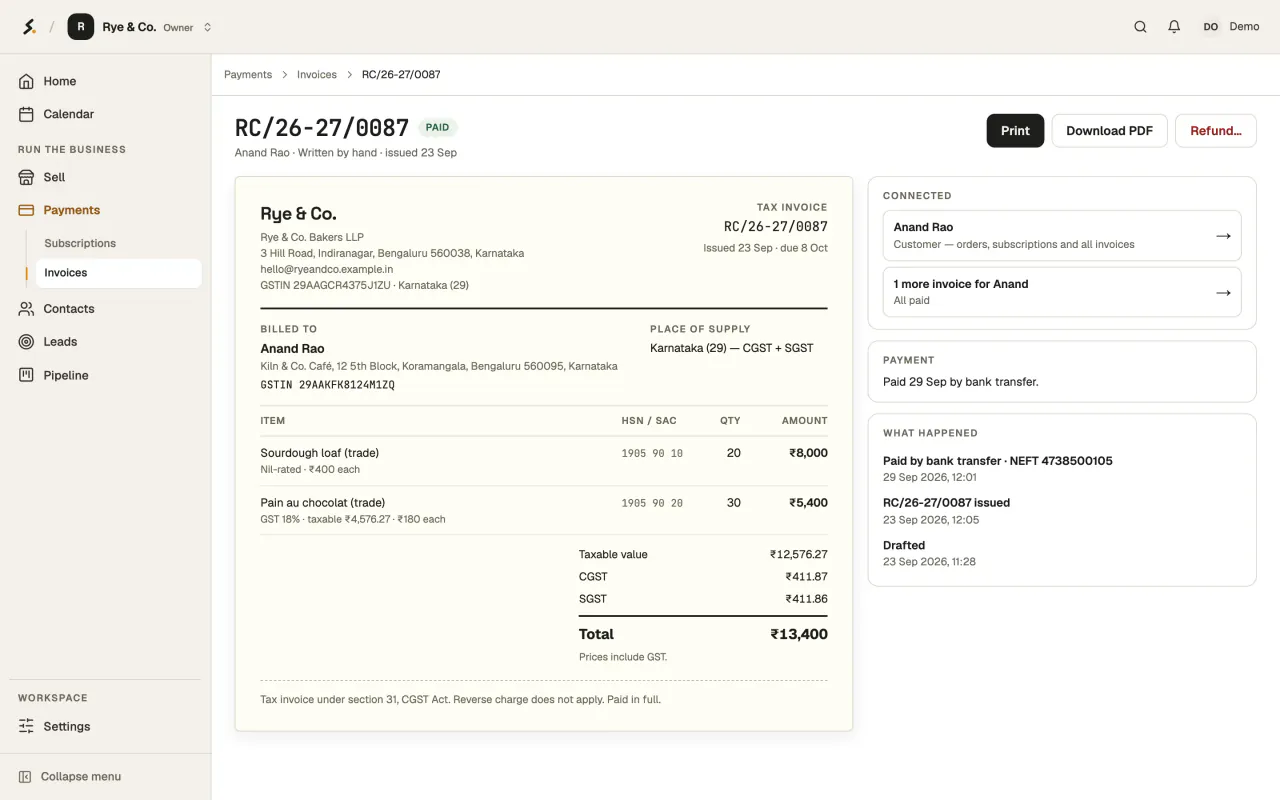 R Rye & Co. Owner
DO Demo
Home
Calendar
RUN THE BUSINESS
Sell
Payments
Subscriptions
Invoices
Contacts
Leads
Pipeline
WORKSPACE
Settings
Collapse menu
Payments > Invoices > RC/26-27/0087
RC/26-27/0087 PAID
Anand Rao · Written by hand · issued 23 Sep
Print Download PDF Refund...
Rye & Co.
Rye & Co. Bakers LLP
3 Hill Road, Indiranagar, Bengaluru 560038, Karnataka
hello@ryeandco.example.in
GSTIN 29AAGCR4375J1ZU · Karnataka (29)
TAX INVOICE
RC/26-27/0087
Issued 23 Sep · due 8 Oct
BILLED TO
Anand Rao
Kiln & Co. Café, 12 5th Block, Koramangala, Bengaluru 560095, Karnataka
GSTIN 29AAKFK8124M1ZQ
PLACE OF SUPPLY
Karnataka (29) — CGST + SGST
ITEM HSN / SAC QTY AMOUNT
Sourdough loaf (trade) 1905 90 10 20 ₹8,000
Nil-rated · ₹400 each
Pain au chocolat (trade) 1905 90 20 30 ₹5,400
GST 18% · taxable ₹4,576.27 · ₹180 each
Taxable value ₹12,576.27
CGST ₹411.87
SGST ₹411.86
Total ₹13,400
Prices include GST.
Tax invoice under section 31, CGST Act. Reverse charge does not apply. Paid in full.
CONNECTED
Anand Rao
Customer — orders, subscriptions and all invoices
→
1 more invoice for Anand
All paid
→
PAYMENT
Paid 29 Sep by bank transfer.
WHAT HAPPENED
Paid by bank transfer · NEFT 4738500105
29 Sep 2026, 12:01
RC/26-27/0087 issued
23 Sep 2026, 12:05
Drafted
23 Sep 2026, 11:28